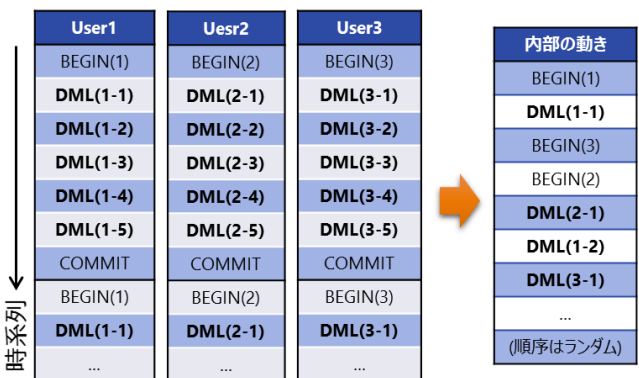 User1
BEGIN(1)
DML(1-1)
DML(1-2)
DML(1-3)
DML(1-4)
DML(1-5)
COMMIT
BEGIN(1)
DML(1-1)
...
Uesr2
BEGIN(2)
DML(2-1)
DML(2-2)
DML(2-3)
DML(2-4)
DML(2-5)
COMMIT
BEGIN(2)
DML(2-1)
...
User3
BEGIN(3)
DML(3-1)
DML(3-2)
DML(3-3)
DML(3-4)
DML(3-5)
COMMIT
BEGIN(3)
DML(3-1)
...
時系列
内部の動き
BEGIN(1)
DML(1-1)
BEGIN(3)
BEGIN(2)
DML(2-1)
DML(1-2)
DML(3-1)
...
(順序はランダム)